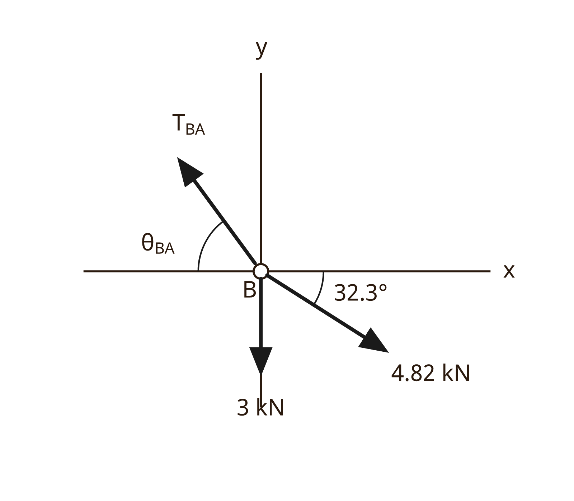 y
T_BA
θ_BA
x
B
32.3°
4.82 kN
3 kN